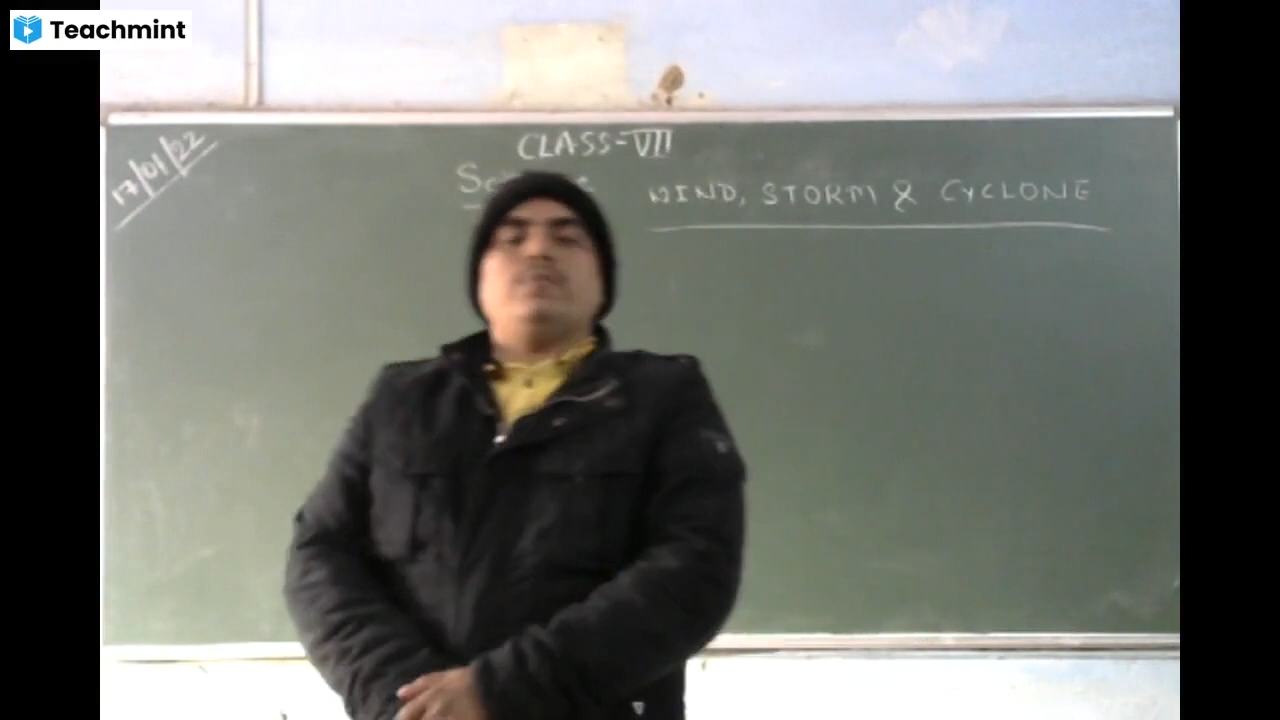 Teachmint
17/01/22
CLASS-VII
WIND, STORM & CYCLONE